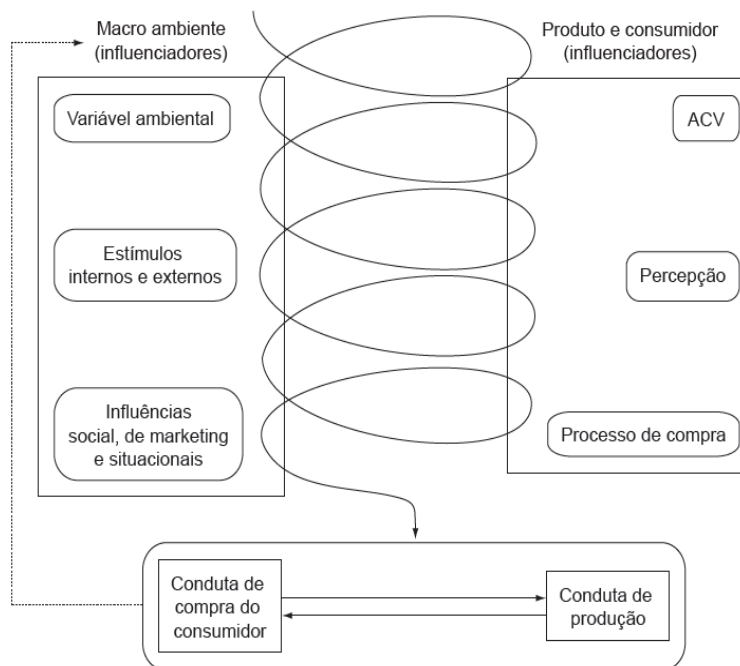 Macro ambiente
(influenciadores)
Produto e consumidor
(influenciadores)
Variável ambiental
ACV
Estímulos
internos e externos
Percepção
Influências
social, de marketing
e situacionais
Processo de compra
Conduta de
compra do
consumidor
Conduta de
produção